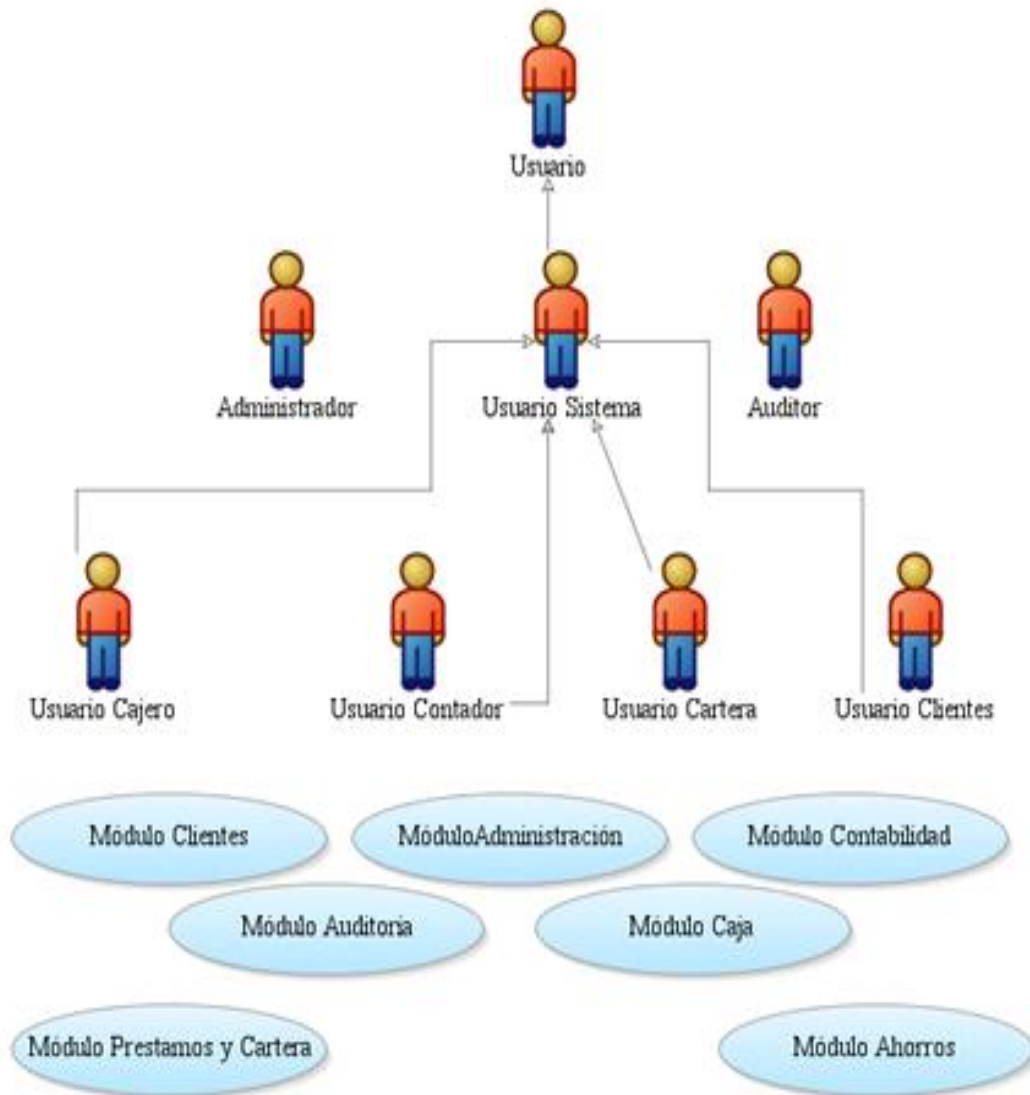 Usuario
Administrador
Usuario Sistema
Auditor
Usuario Cajero
Usuario Contador
Usuario Cartera
Usuario Clientes
Módulo Clientes
MóduloAdministración
Módulo Contabilidad
Módulo Auditoria
Módulo Caja
Módulo Prestamos y Cartera
Módulo Ahorros